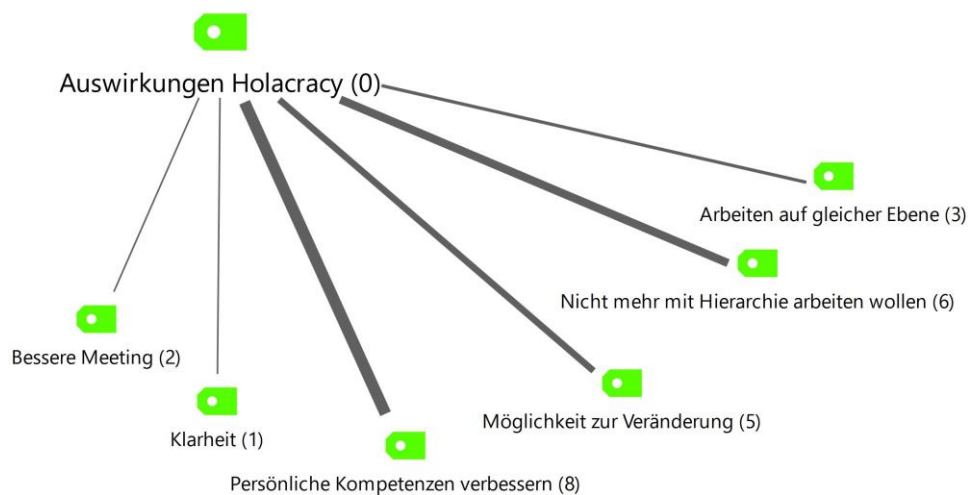 Auswirkungen Holacracy (0)
Arbeiten auf gleicher Ebene (3)
Nicht mehr mit Hierarchie arbeiten wollen (6)
Bessere Meeting (2)
Möglichkeit zur Veränderung (5)
Klarheit (1)
Persönliche Kompetenzen verbessern (8)